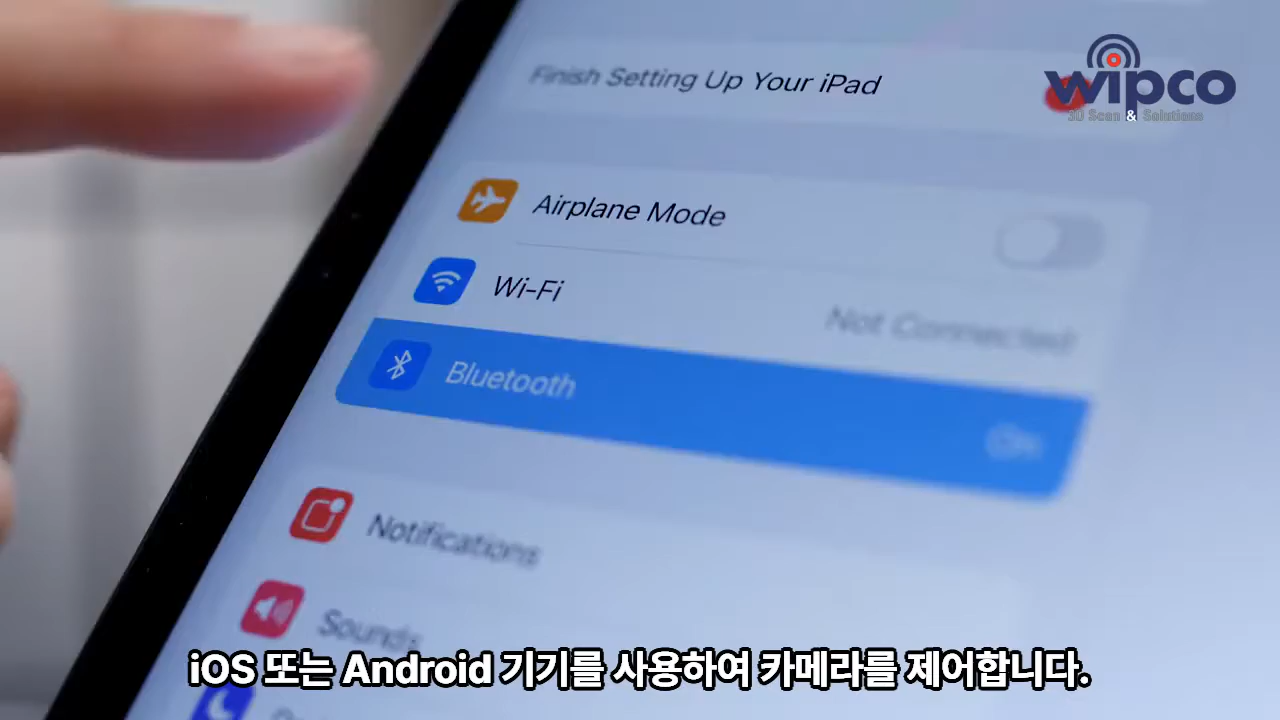 wipco
3D Scan & Solutions
Finish Setting Up Your iPad
Airplane Mode
Wi-Fi
Not Connected
Bluetooth
On
Notifications
Sounds
iOS 또는 Android 기기를 사용하여 카메라를 제어합니다.